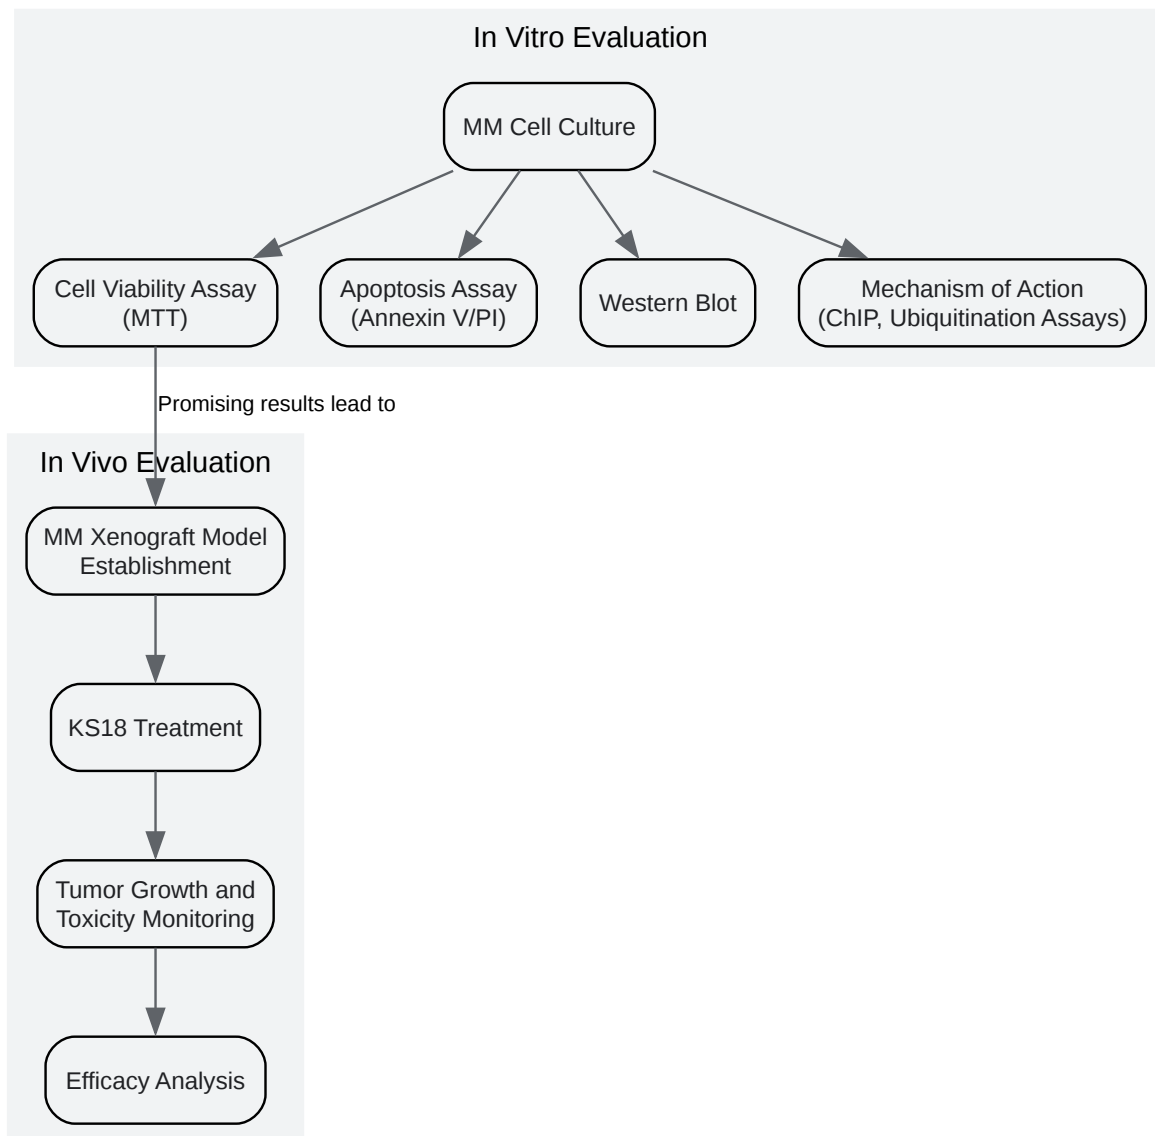 In Vitro Evaluation
MM Cell Culture
Cell Viability Assay
(MTT)
Apoptosis Assay
(Annexin V/PI)
Western Blot
Mechanism of Action
(ChIP, Ubiquitination Assays)
Promising results lead to
In Vivo Evaluation
MM Xenograft Model
Establishment
KS18 Treatment
Tumor Growth and
Toxicity Monitoring
Efficacy Analysis